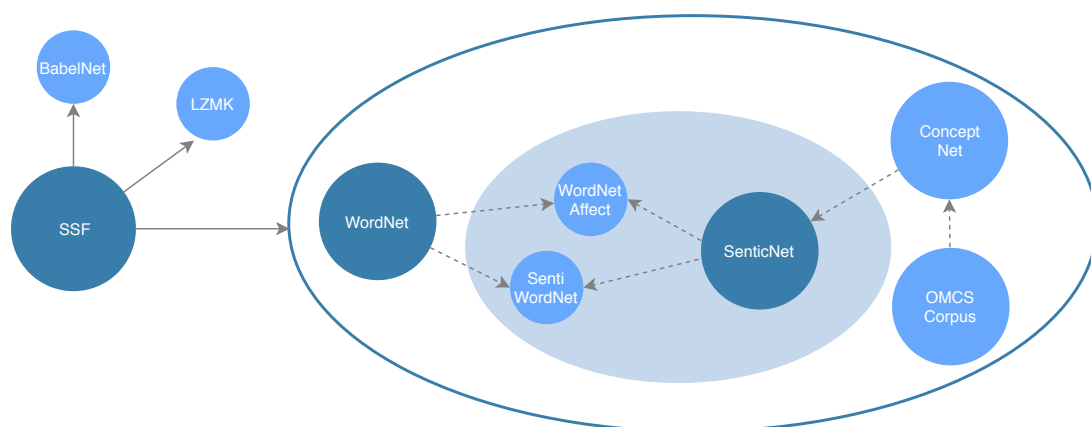 BabelNet
LZMK
SSF
WordNet
WordNet
Affect
Senti
WordNet
SenticNet
Concept
Net
OMCS
Corpus